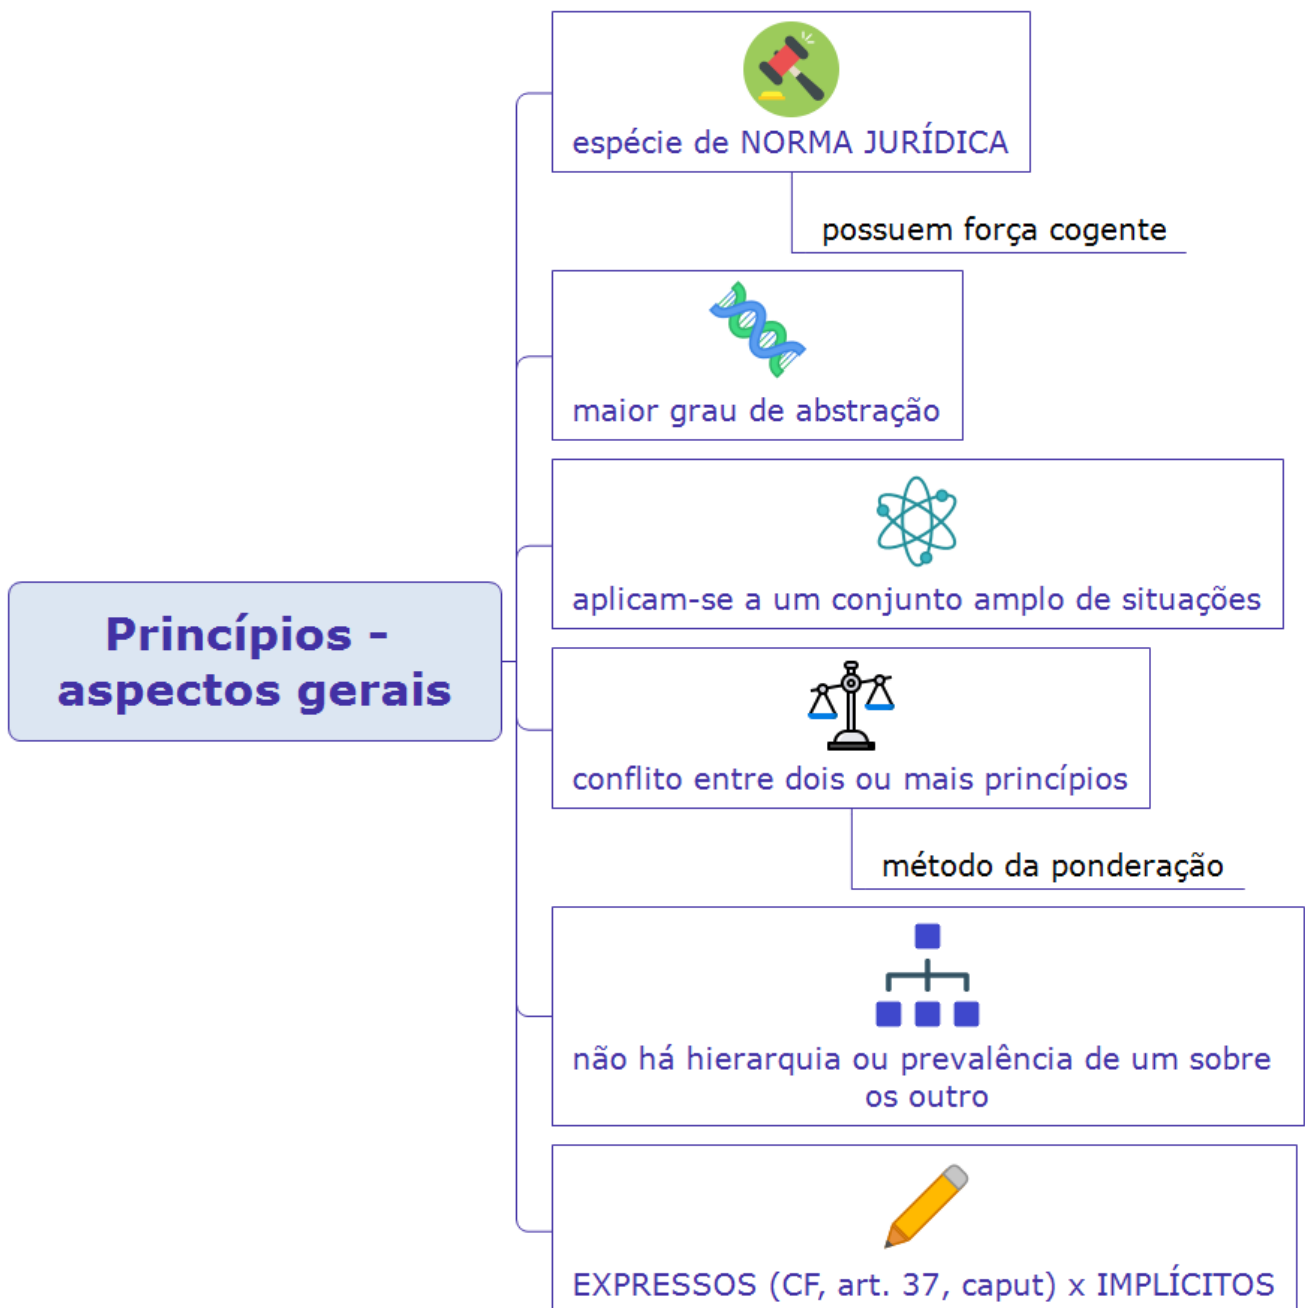 espécie de NORMA JURÍDICA
possuem força cogente
maior grau de abstração
aplicam-se a um conjunto amplo de situações
Princípios -
aspectos gerais
conflito entre dois ou mais princípios
método da ponderação
não há hierarquia ou prevalência de um sobre
os outro
EXPRESSOS (CF, art. 37, caput) x IMPLÍCITOS